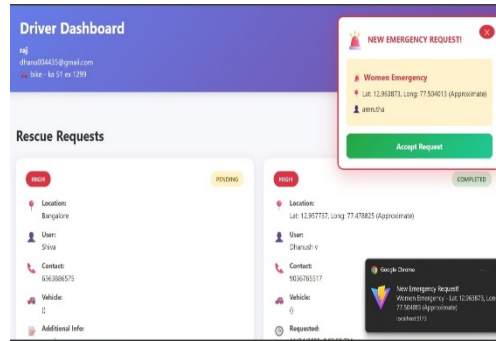 Driver Dashboard
raj
dhanu004435@gmail.com
bike - ka 51 ex 1299
NEW EMERGENCY REQUEST!
Women Emergency
Lat: 12.963873, Long: 77.504013 (Approximate)
amrutha
Accept Request
Rescue Requests
HIGH
PENDING
Location:
Bangalore
User:
Shiva
Contact:
6363886575
Vehicle:
()
Additional Info:
HIGH
COMPLETED
Location:
Lat: 12.957737, Long: 77.478825 (Approximate)
User:
Dhanush v
Contact:
9036765517
Vehicle:
()
Requested:
Google Chrome
New Emergency Request!
Women Emergency - Lat: 12.963873, Lon
77.504013 (Approximate)
localhost:5173